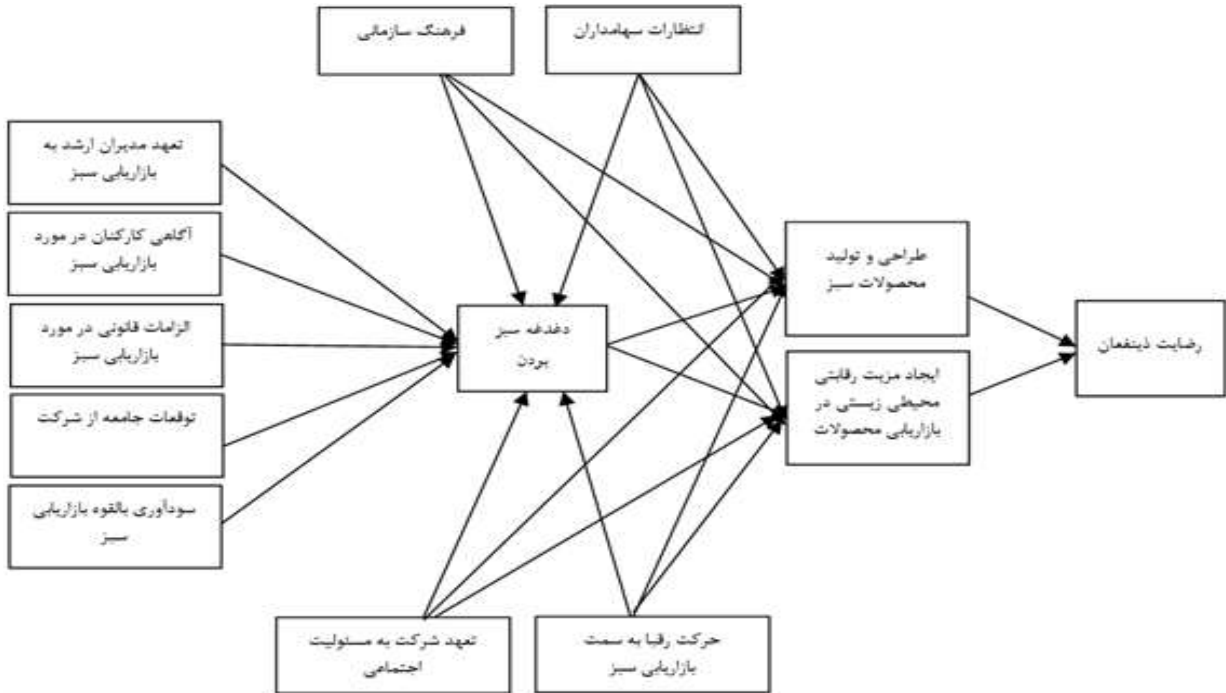 فرهنگ سازمانی
انتظارات سهامداران
تعهد مدیران ارشد به
بازاریابی سبز
آگاهی کارکنان در مورد
بازاریابی سبز
الزامات قانونی در مورد
بازاریابی سبز
توقعات جامعه از شرکت
سودآوری بالقوه بازاریابی
سبز
دغدغه سبز
بردن
طراحی و تولید
محصولات سبز
ایجاد مزیت رقابتی
محیطی زیستی در
بازاریابی محصولات
رضایت ذینفعان
تعهد شرکت به مسئولیت
اجتماعی
حرکت رقبا به سمت
بازاریابی سبز